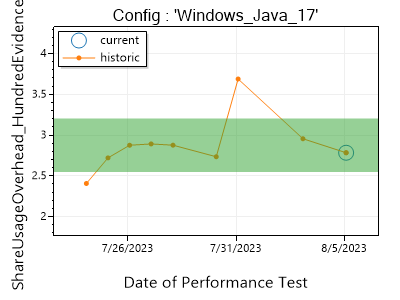 Config : 'Windows_Java_17'
current
historic
ShareUsageOverhead_HundredEvidence
4
3.5
3
2.5
2
7/26/2023
7/31/2023
8/5/2023
Date of Performance Test